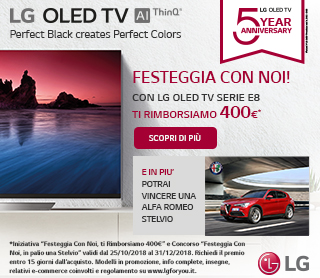 LG OLED TV AI ThinQ
Perfect Black creates Perfect Colors
LG OLED TV
5 YEAR
ANNIVERSARY
FESTEGGIA CON NOI!
CON LG OLED TV SERIE E8
TI RIMBORSIAMO 400€*
SCOPRI DI PIÙ
E IN PIU'
POTRAI
VINCERE UNA
ALFA ROMEO
STELVIO
*Iniziativa "Festeggia Con Noi, ti Rimborsiamo 400€" e Concorso "Festeggia Con
Noi, in palio una Stelvio" validi dal 25/10/2018 al 31/12/2018. Richiedi il premio
entro 15 giorni dall'acquisto. Modelli in promozione, info complete, insegne,
relativi e-commerce coinvolti e regolamento su www.lgforyou.it.
LG